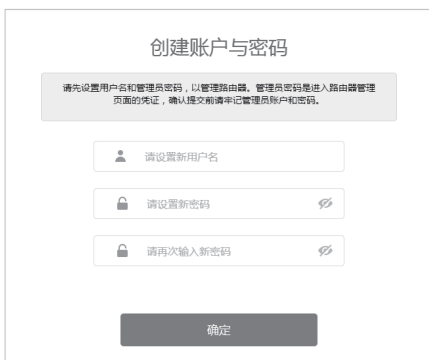 创建账户与密码
请先设置用户名和管理员密码，以管理路由器。管理员密码是进入路由器管理
页面的凭证，确认提交前请牢记管理员账户和密码。
请设置新用户名
请设置新密码
请再次输入新密码
确定